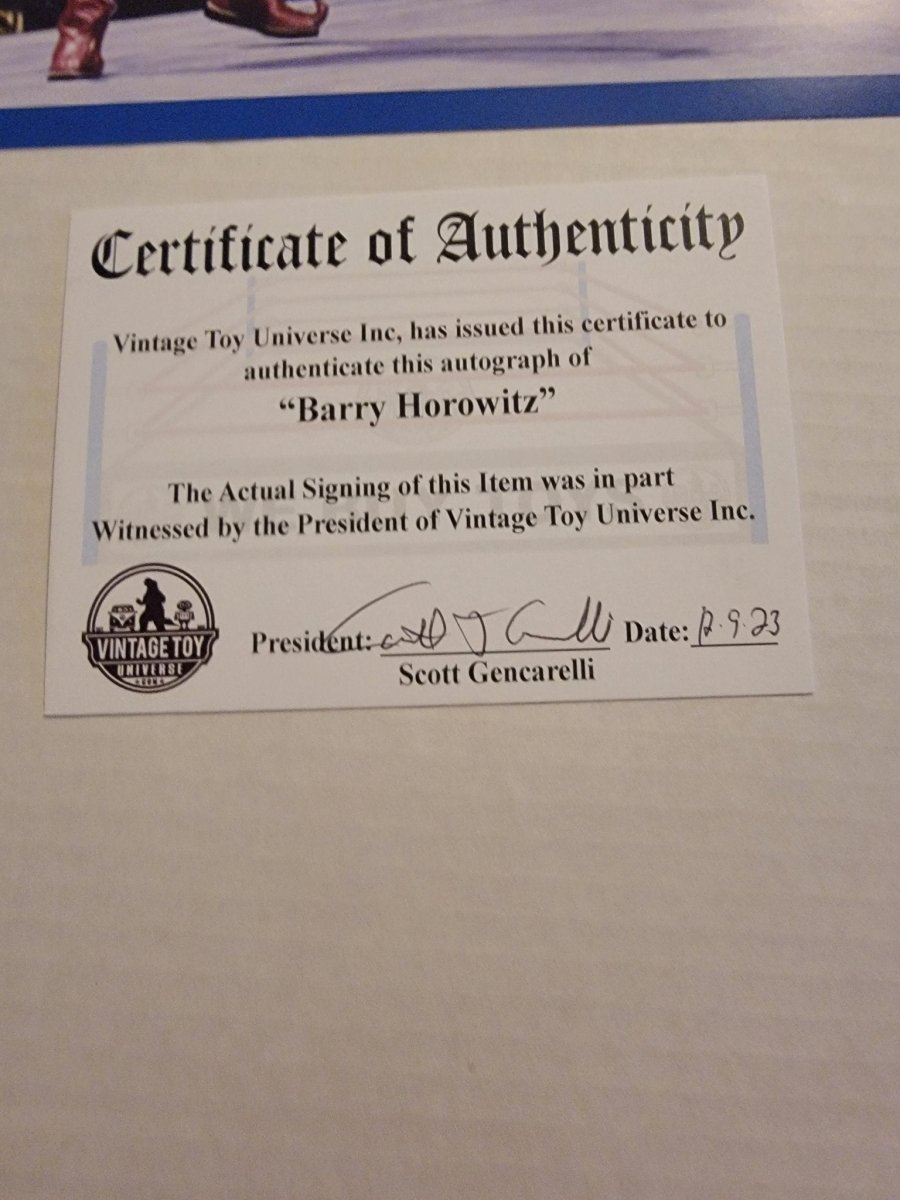 Certificate of Authenticity
Vintage Toy Universe Inc, has issued this certificate to
authenticate this autograph of
“Barry Horowitz”
The Actual Signing of this Item was in part
Witnessed by the President of Vintage Toy Universe Inc.
VINTAGE TOY
UNIVERSE
President: Date: 12.9.23
Scott Gencarelli